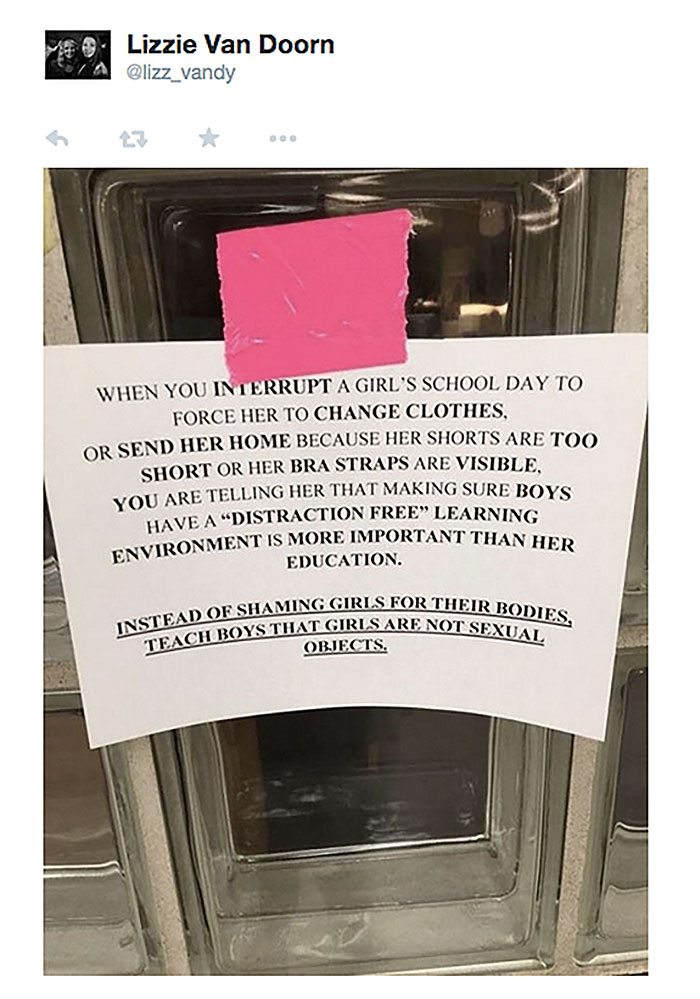 Lizzie Van Doorn
@lizz_vandy
WHEN YOU INTERRUPT A GIRL'S SCHOOL DAY TO
FORCE HER TO CHANGE CLOTHES,
OR SEND HER HOME BECAUSE HER SHORTS ARE TOO
SHORT OR HER BRA STRAPS ARE VISIBLE,
YOU ARE TELLING HER THAT MAKING SURE BOYS
HAVE A "DISTRACTION FREE" LEARNING
ENVIRONMENT IS MORE IMPORTANT THAN HER
EDUCATION.
INSTEAD OF SHAMING GIRLS FOR THEIR BODIES,
TEACH BOYS THAT GIRLS ARE NOT SEXUAL
OBJECTS.